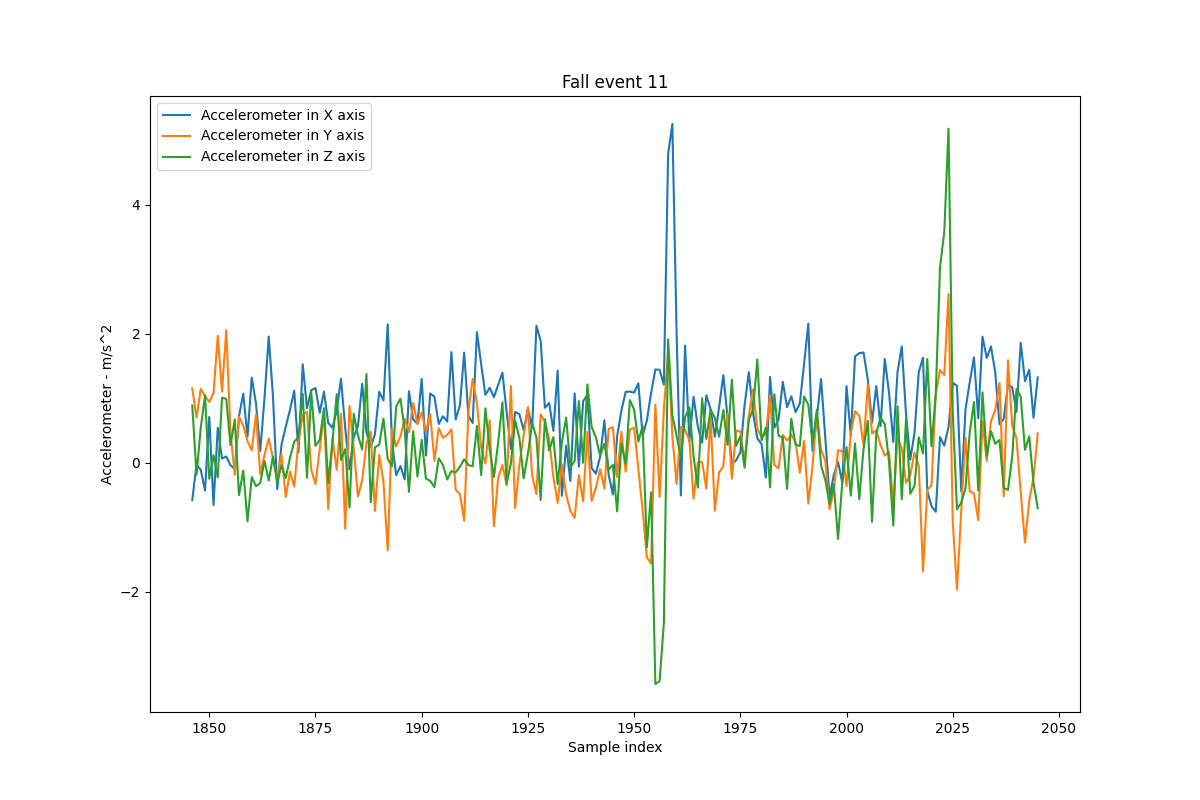 Fall event 11
Accelerometer in X axis
Accelerometer in Y axis
Accelerometer in Z axis
Accelerometer - m/s^2
4
2
0
−2
1850 1875 1900 1925 1950 1975 2000 2025 2050
Sample index